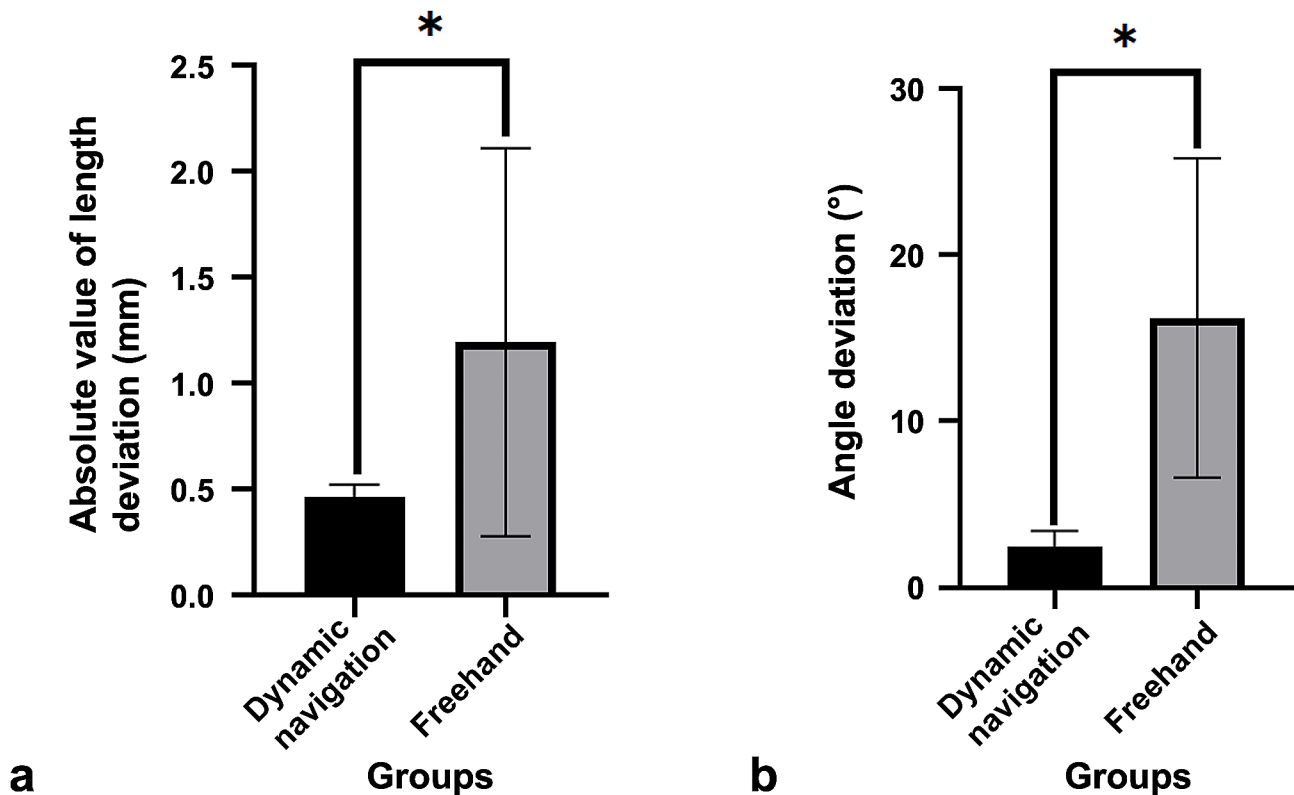 *
2.5
2.0
1.5
1.0
0.5
0.0
Absolute value of length
deviation (mm)
Dynamic
navigation
Freehand
Groups
a
*
30
20
10
0
Angle deviation (°)
Dynamic
navigation
Freehand
Groups
b